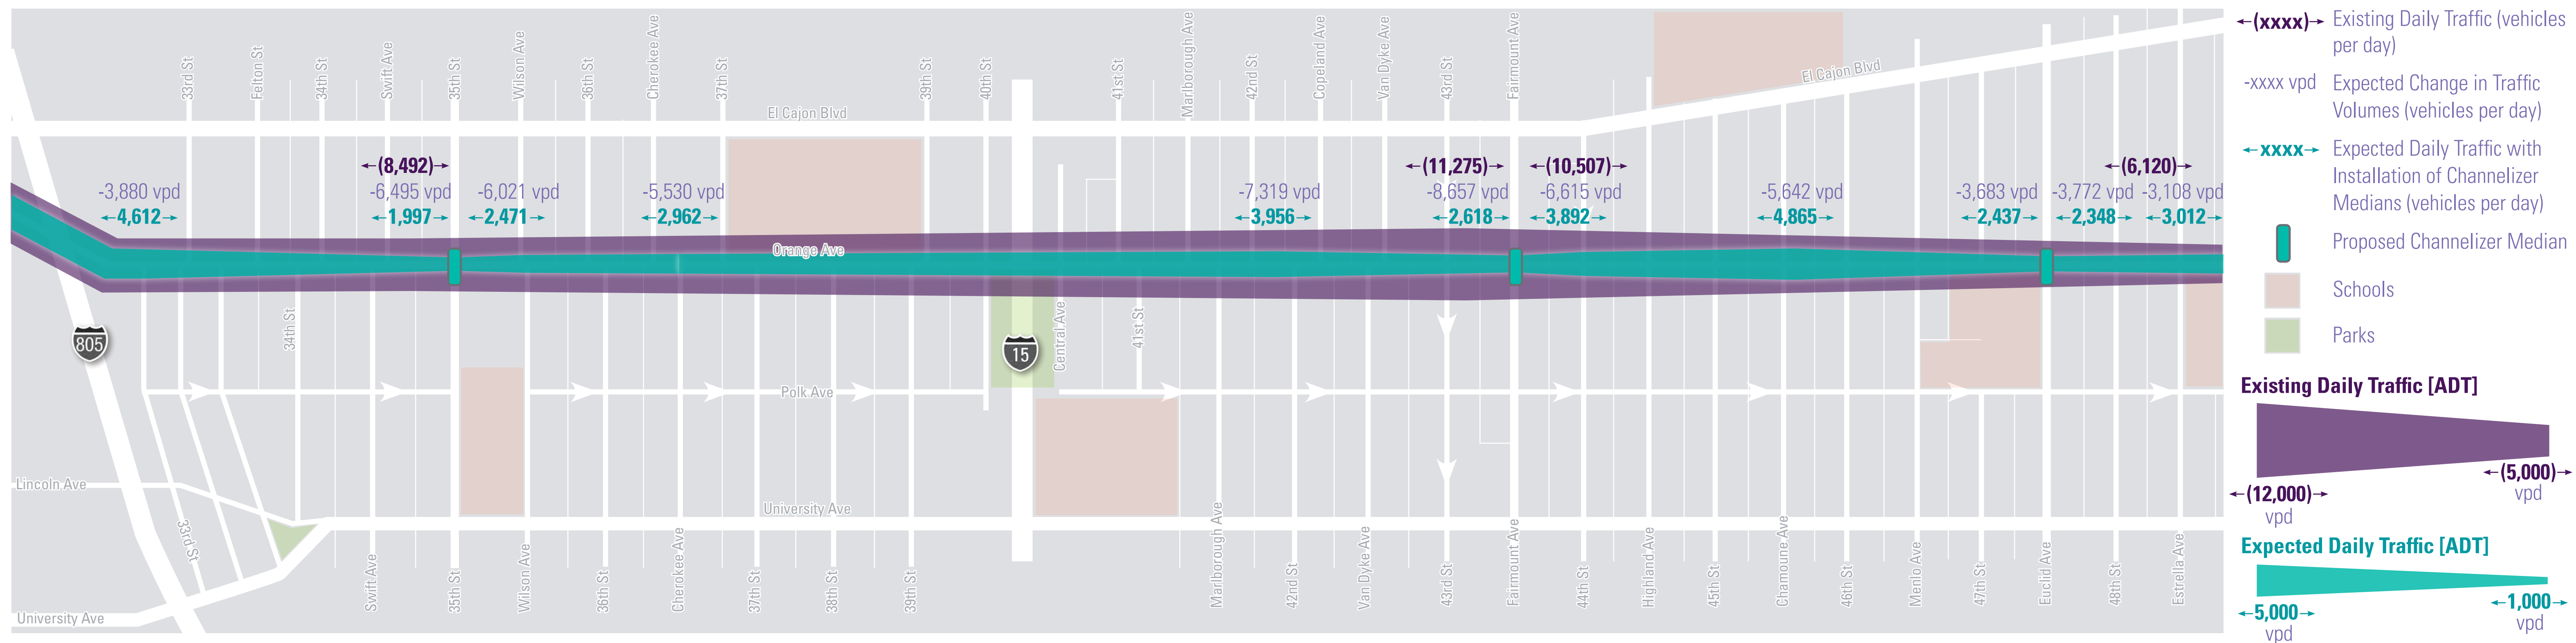 33rd St
Felton St
34th St
Swift Ave
35th St
Wilson Ave
36th St
Cherokee Ave
37th St
39th St
40th St
41st St
Marlborough Ave
42nd St
Copeland Ave
Van Dyke Ave
43rd St
Fairmount Ave
El Cajon Blvd
El Cajon Blvd
(8,492)
(11,275)
(10,507)
(6,120)
-3,880 vpd
-6,495 vpd
-6,021 vpd
-5,530 vpd
-7,319 vpd
-8,657 vpd
-6,615 vpd
-5,642 vpd
-3,683 vpd
-3,772 vpd
-3,108 vpd
4,612
1,997
2,471
2,962
3,956
2,618
3,892
4,865
2,437
2,348
3,012
Orange Ave
805
34th St
15
Central Ave
41st St
Polk Ave
Lincoln Ave
University Ave
33rd St
University Ave
Swift Ave
35th St
Wilson Ave
36th St
Cherokee Ave
37th St
38th St
39th St
Marlborough Ave
42nd St
Van Dyke Ave
43rd St
Fairmount Ave
44th St
Highland Ave
45th St
Chamoune Ave
46th St
Menlo Ave
47th St
Euclid Ave
48th St
Estrella Ave
(xxxx)
Existing Daily Traffic (vehicles
per day)
-xxxx vpd
Expected Change in Traffic
Volumes (vehicles per day)
xxxx
Expected Daily Traffic with
Installation of Channelizer
Medians (vehicles per day)
Proposed Channelizer Median
Schools
Parks
Existing Daily Traffic [ADT]
(12,000)
vpd
(5,000)
vpd
Expected Daily Traffic [ADT]
5,000
vpd
1,000
vpd